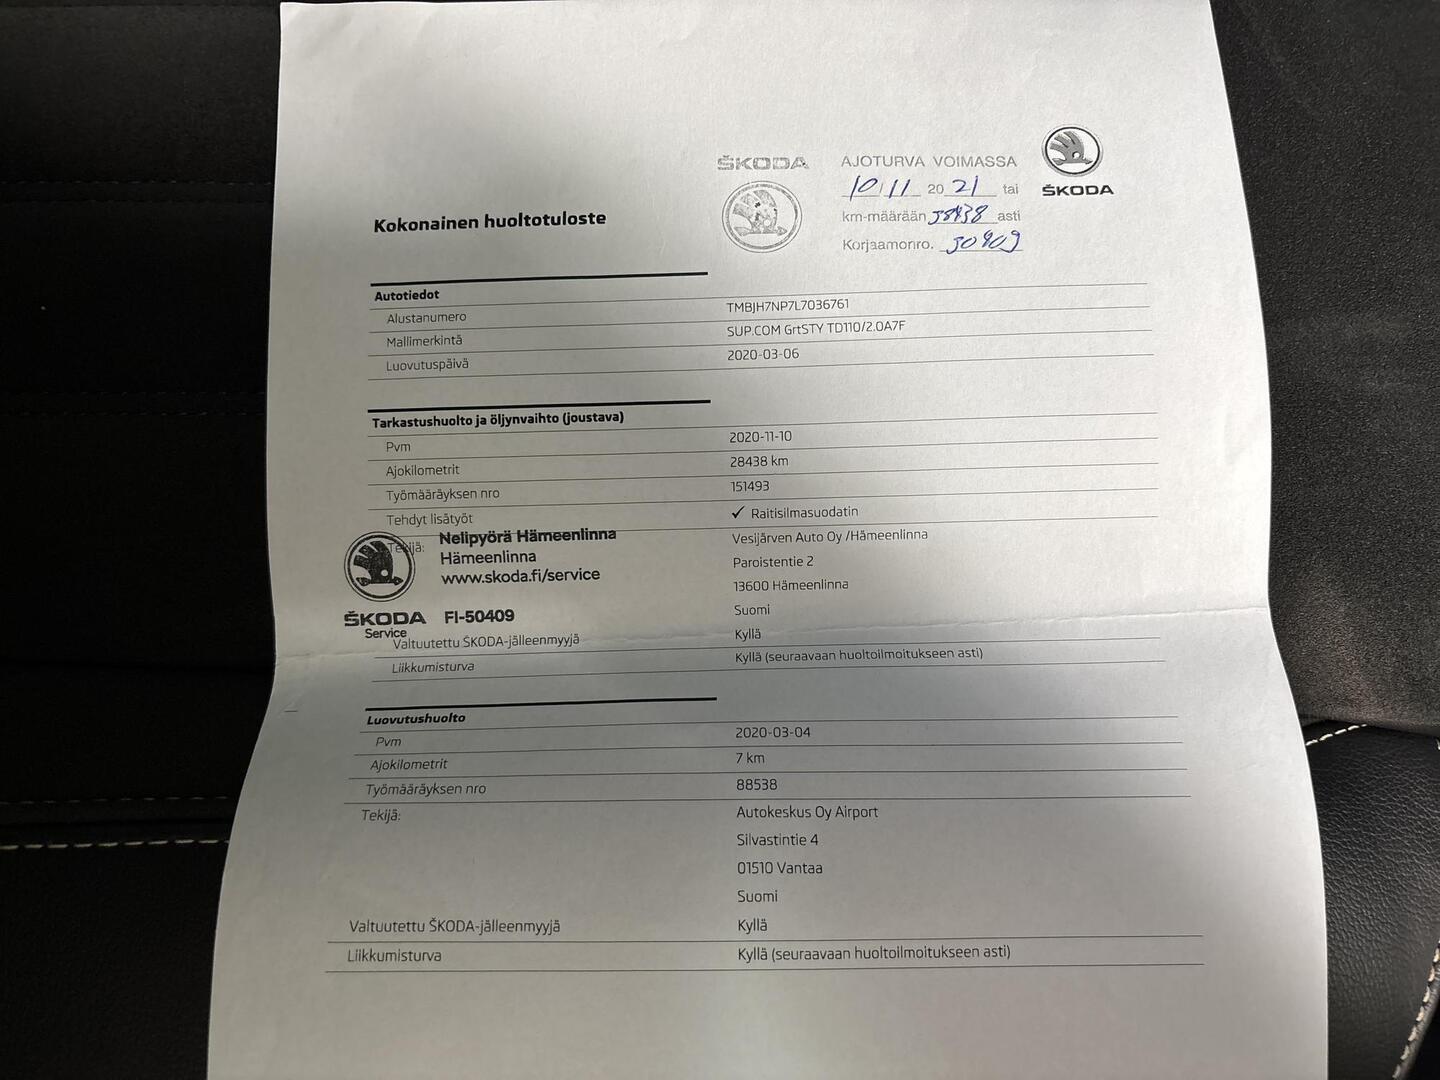 ŠKODA
AJOTURVA VOIMASSA
10/11 2021 tai
km-määrään 58438 asti
Korjaamonro. 50409
ŠKODA
Kokonainen huoltotuloste
Autotiedot
Alustanumero TMBJH7NP7L7036761
Mallimerkintä SUP.COM GrtSTY TD110/2.0A7F
Luovutuspäivä 2020-03-06
Tarkastushuolto ja öljynvaihto (joustava)
Pvm 2020-11-10
Ajokilometrit 28438 km
Työmääräyksen nro 151493
Tehdyt lisätyöt ✓ Raitisilmasuodatin
Tekijä: Vesijärven Auto Oy /Hämeenlinna
Paroistentie 2
13600 Hämeenlinna
Suomi
Nelipyörä Hämeenlinna
Hämeenlinna
www.skoda.fi/service
ŠKODA FI-50409
Service
Valtuutettu ŠKODA-jälleenmyyjä Kyllä
Liikkumisturva Kyllä (seuraavaan huoltoilmoitukseen asti)
Luovutushuolto
Pvm 2020-03-04
Ajokilometrit 7 km
Työmääräyksen nro 88538
Tekijä: Autokeskus Oy Airport
Silvastintie 4
01510 Vantaa
Suomi
Valtuutettu ŠKODA-jälleenmyyjä Kyllä
Liikkumisturva Kyllä (seuraavaan huoltoilmoitukseen asti)